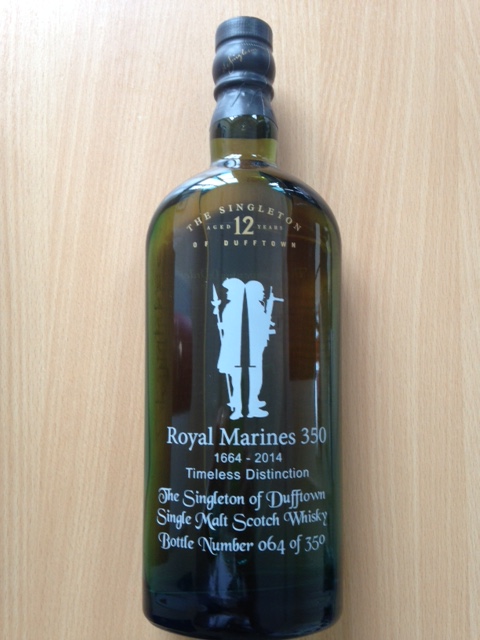 THE SINGLETON
AGED 12 YEARS
OF DUFFTOWN
Royal Marines 350
1664 - 2014
Timeless Distinction
The Singleton of Dufftown
Single Malt Scotch Whisky
Bottle Number 064 of 350